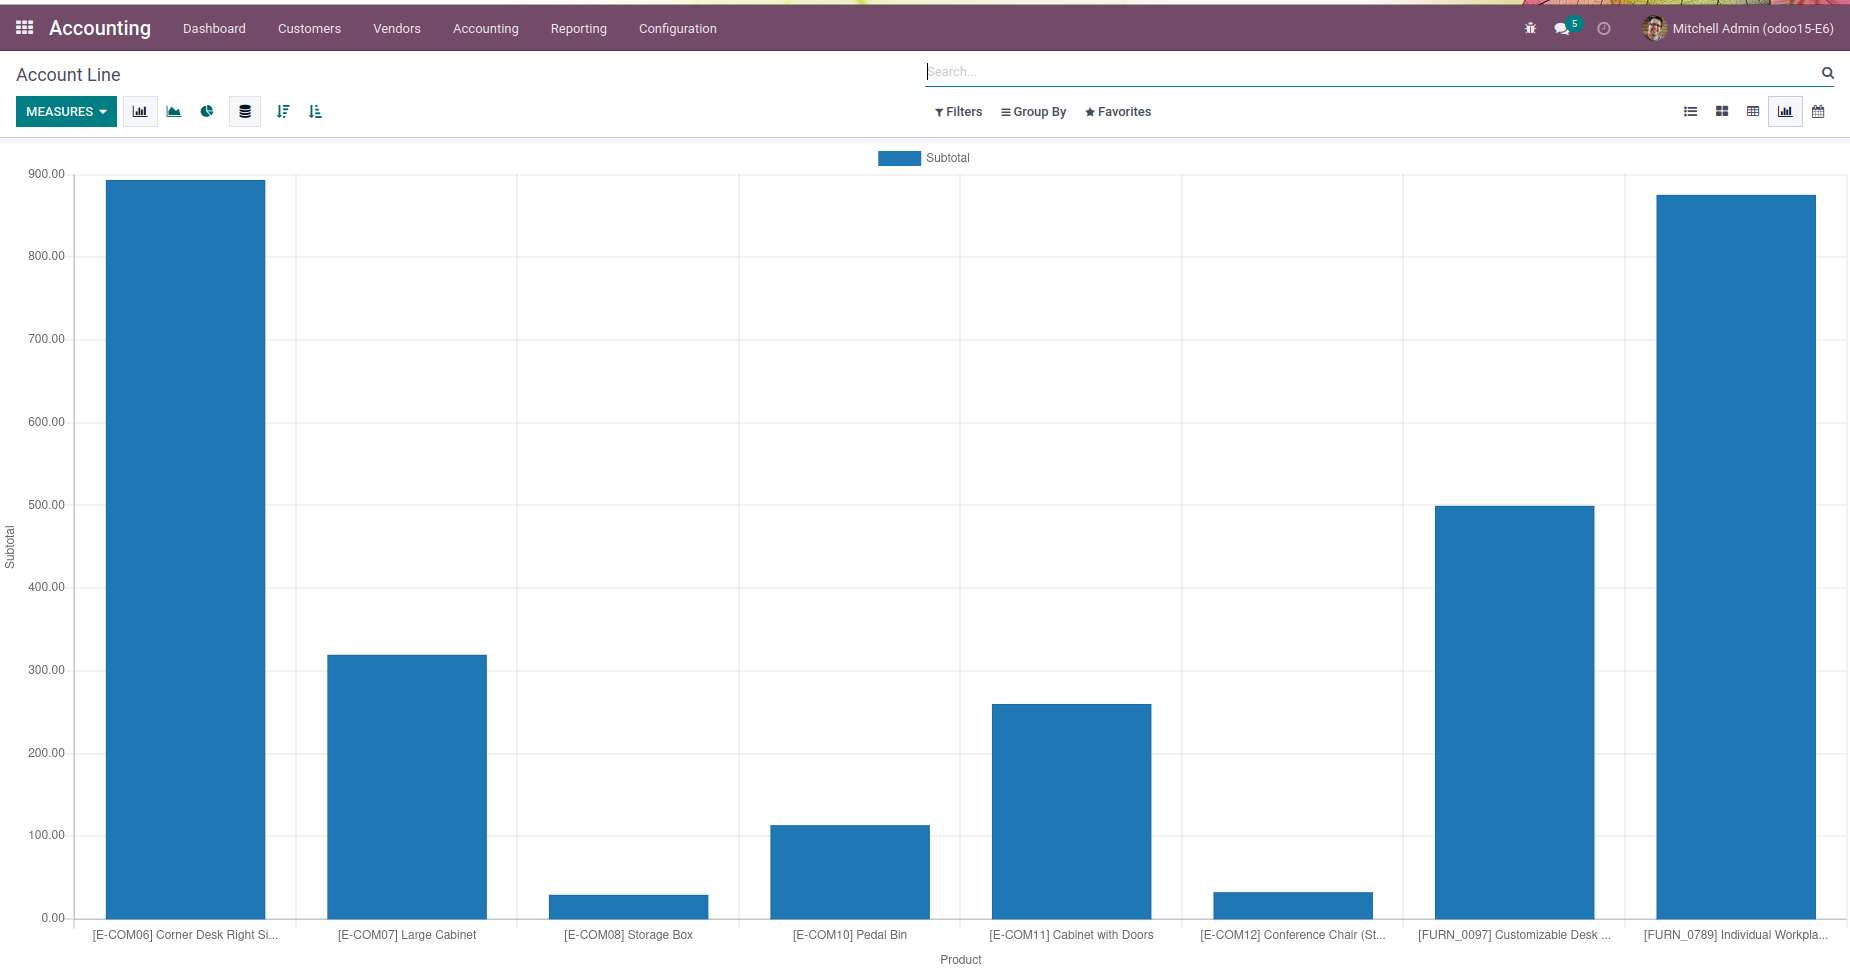 Accounting Dashboard Customers Vendors Accounting Reporting Configuration 5 Mitchell Admin (odoo15-E6)
Account Line
Search...
MEASURES Filters Group By Favorites
Subtotal
900.00
800.00
700.00
600.00
500.00
400.00
300.00
200.00
100.00
0.00
Subtotal
[E-COM06] Corner Desk Right Si... [E-COM07] Large Cabinet [E-COM08] Storage Box [E-COM10] Pedal Bin [E-COM11] Cabinet with Doors [E-COM12] Conference Chair (St... [FURN_0097] Customizable Desk ... [FURN_0789] Individual Workpla...
Product